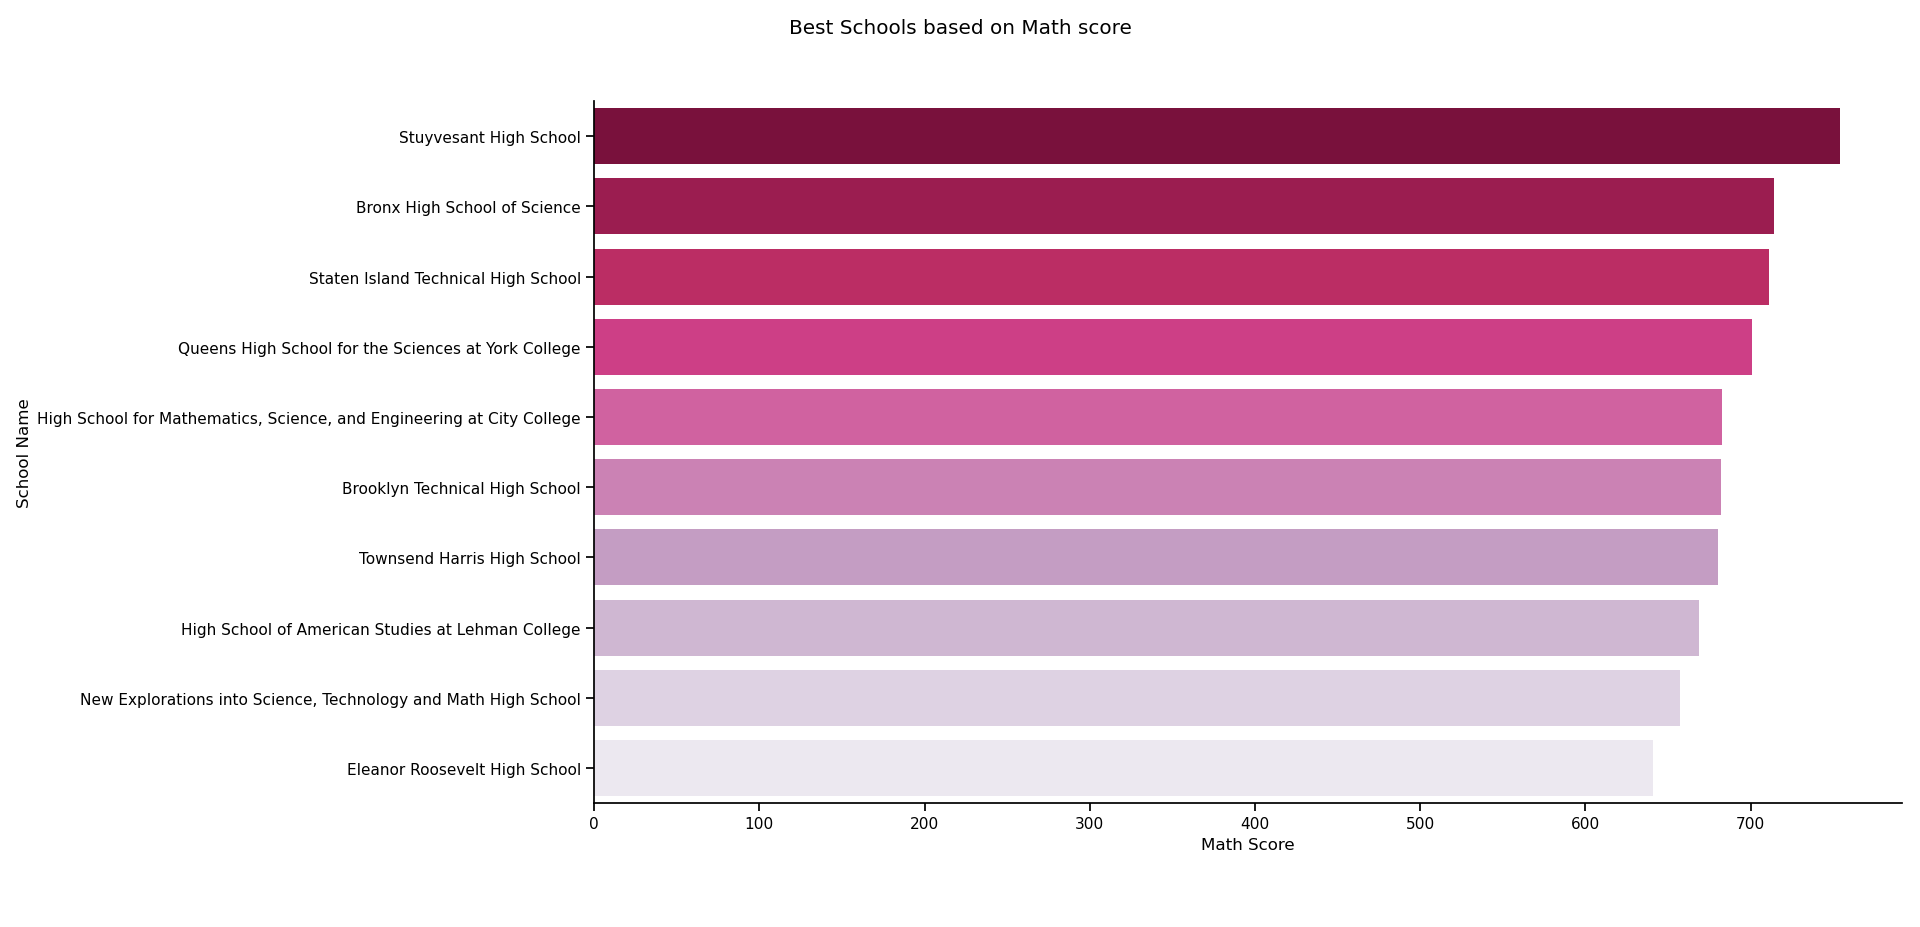 Best Schools based on Math score
School Name
Stuyvesant High School
Bronx High School of Science
Staten Island Technical High School
Queens High School for the Sciences at York College
High School for Mathematics, Science, and Engineering at City College
Brooklyn Technical High School
Townsend Harris High School
High School of American Studies at Lehman College
New Explorations into Science, Technology and Math High School
Eleanor Roosevelt High School
0 100 200 300 400 500 600 700
Math Score